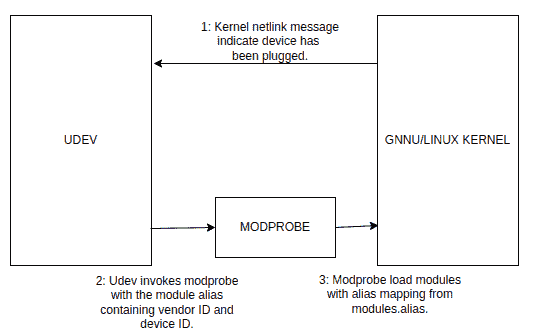 1: Kernel netlink message
indicate device has
been plugged.
UDEV
GNNU/LINUX KERNEL
MODPROBE
2: Udev invokes modprobe
with the module alias
containing vendor ID and
device ID.
3: Modprobe load modules
with alias mapping from
modules.alias.